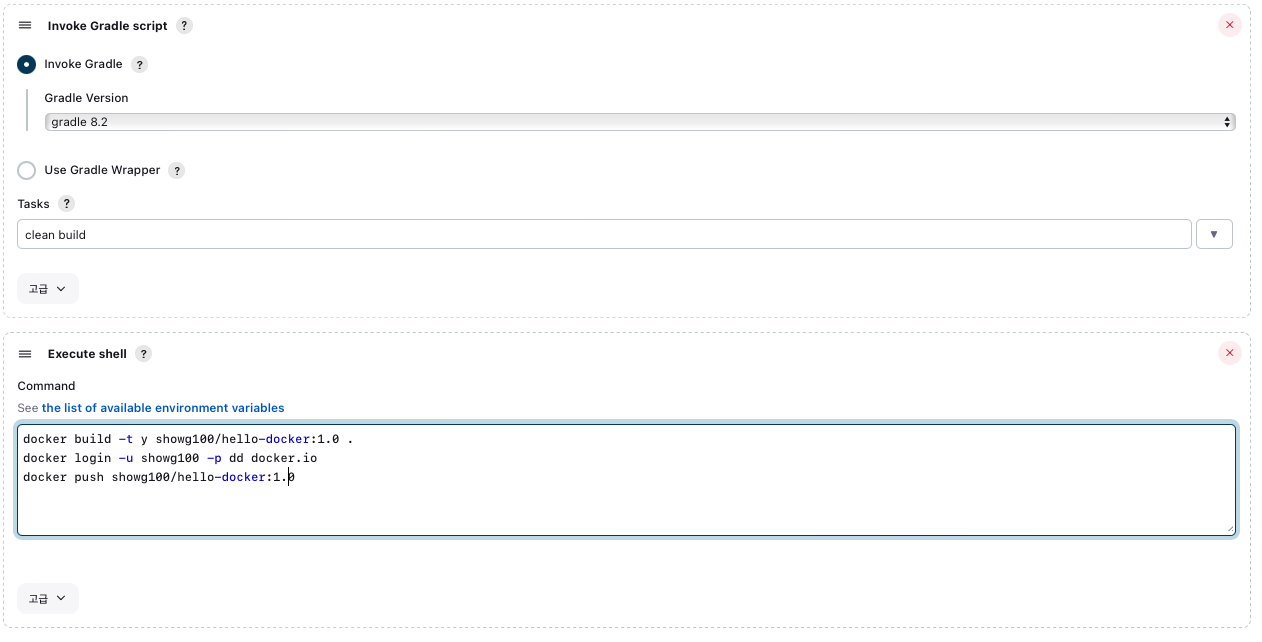 Invoke Gradle script ?
Invoke Gradle ?
Gradle Version
gradle 8.2
Use Gradle Wrapper ?
Tasks ?
clean build
고급
Execute shell ?
Command
See the list of available environment variables
docker build -t y showg100/hello-docker:1.0 .
docker login -u showg100 -p dd docker.io
docker push showg100/hello-docker:1.0
고급